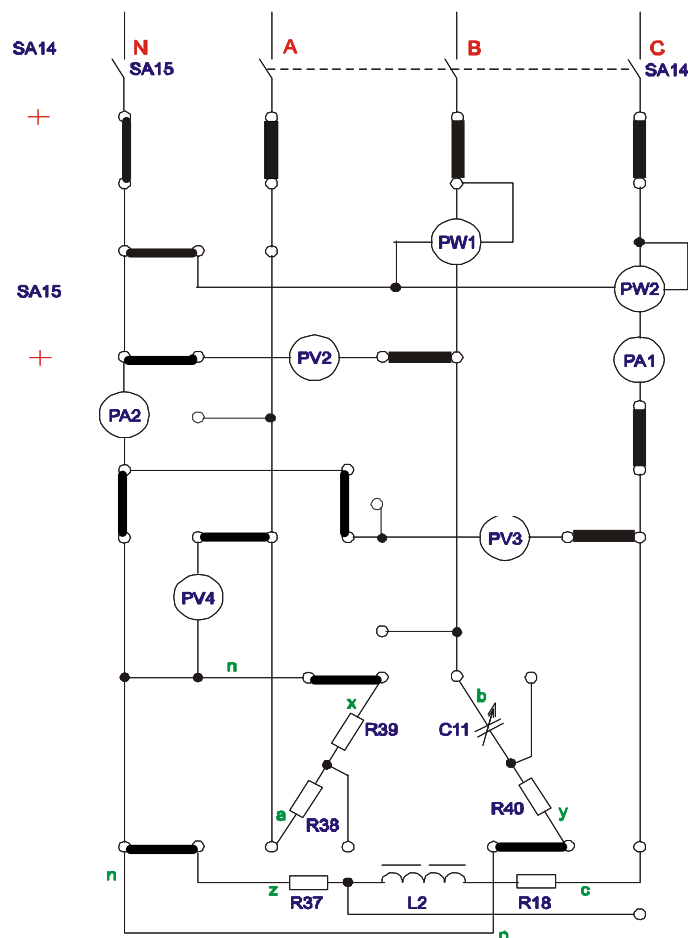 SA14 N A B C
SA15 SA14
PW1
PW2
SA15
PV2 PA1
PA2
PV3
PV4
n
b
x
R39 C11
a R40 y
R38
n
z c
R37 L2 R18
n